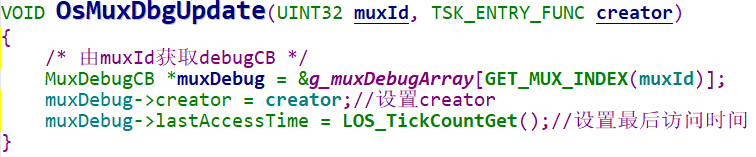 VOID OsMuxDbgUpdate(UINT32 muxId, TSK_ENTRY_FUNC creator)
{
    /* 由muxId获取debugCB */
    MuxDebugCB *muxDebug = &g_muxDebugArray[GET_MUX_INDEX(muxId)];
    muxDebug->creator = creator;//设置creator
    muxDebug->lastAccessTime = LOS_TickCountGet();//设置最后访问时间
}